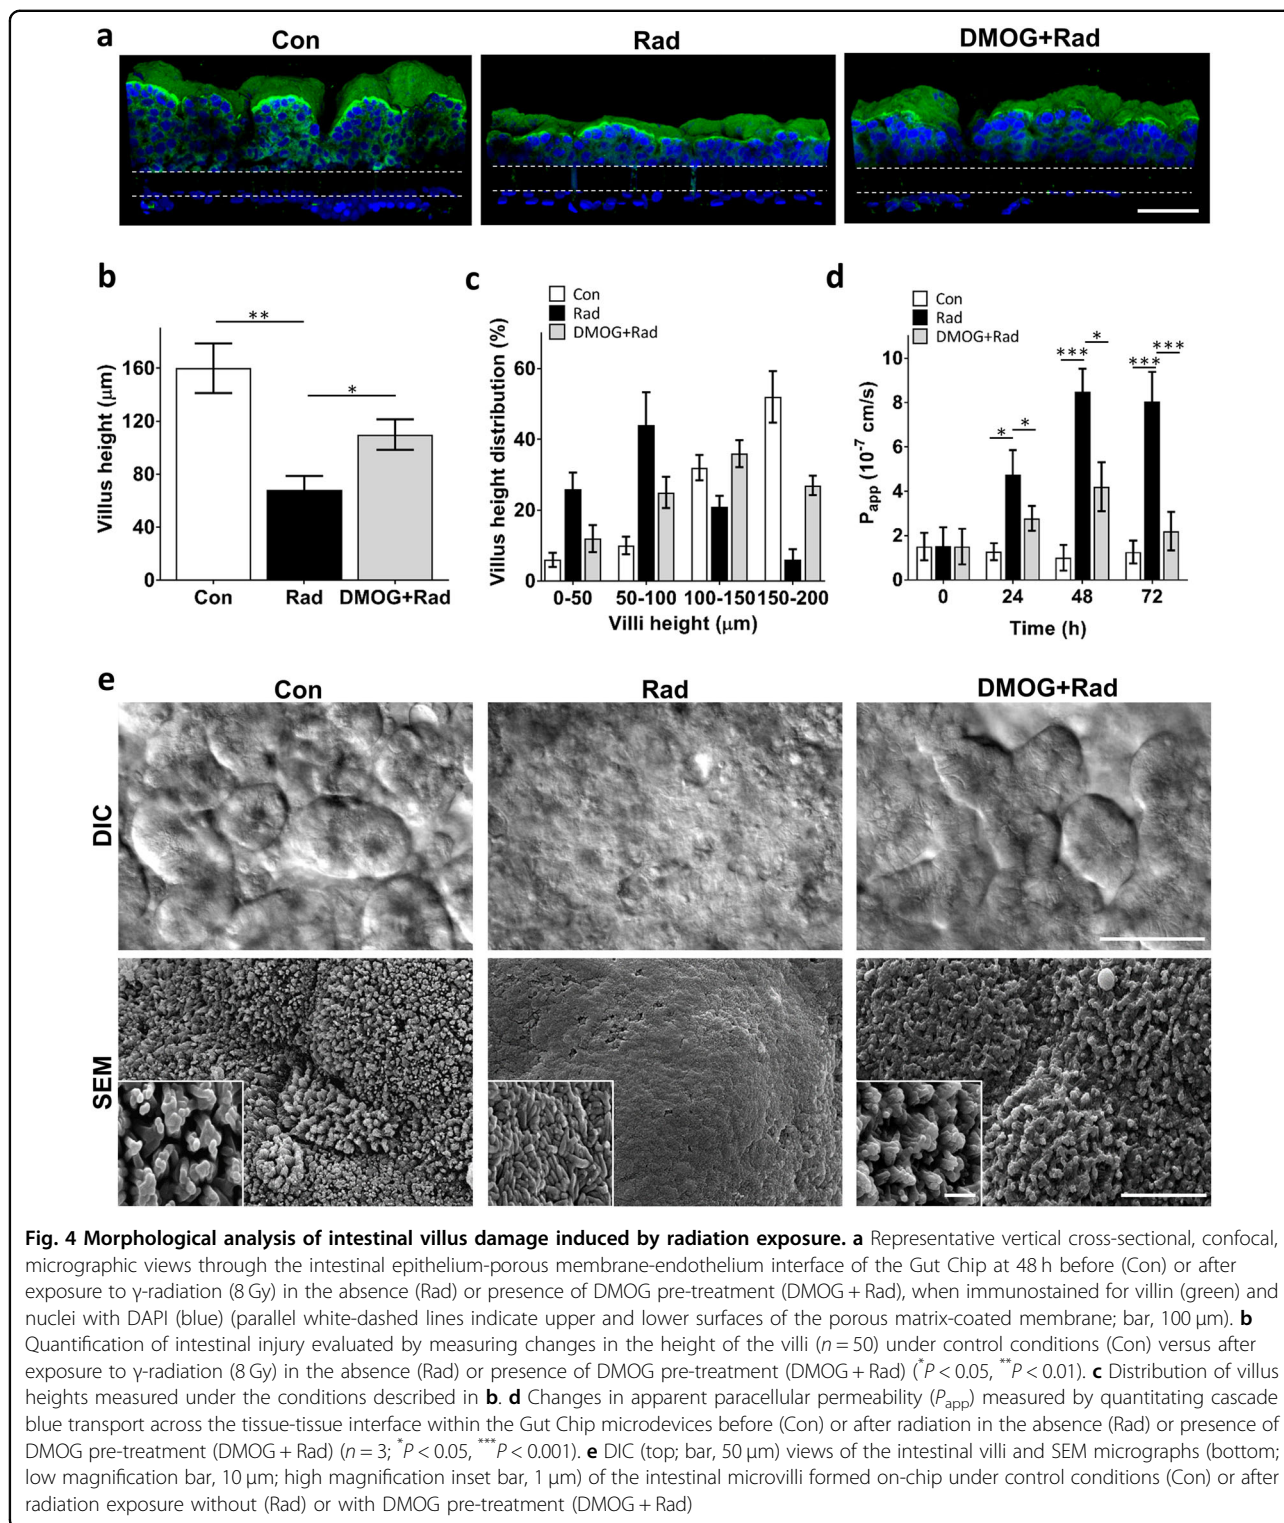 a
Con
Rad
DMOG+Rad
b
**
*
Villus height (μm)
160
120
80
40
0
Con
Rad
DMOG+Rad
c
Con
Rad
DMOG+Rad
Villus height distribution (%)
60
40
20
0
0-50
50-100
100-150
150-200
Villi height (μm)
d
Con
Rad
DMOG+Rad
*
*
***
*
***
***
Papp (10-7 cm/s)
10
8
6
4
2
0
0
24
48
72
Time (h)
e
Con
Rad
DMOG+Rad
DIC
SEM
Fig. 4 Morphological analysis of intestinal villus damage induced by radiation exposure. a Representative vertical cross-sectional, confocal,
micrographic views through the intestinal epithelium-porous membrane-endothelium interface of the Gut Chip at 48 h before (Con) or after
exposure to γ-radiation (8 Gy) in the absence (Rad) or presence of DMOG pre-treatment (DMOG + Rad), when immunostained for villin (green) and
nuclei with DAPI (blue) (parallel white-dashed lines indicate upper and lower surfaces of the porous matrix-coated membrane; bar, 100 μm). b
Quantification of intestinal injury evaluated by measuring changes in the height of the villi (n = 50) under control conditions (Con) versus after
exposure to γ-radiation (8 Gy) in the absence (Rad) or presence of DMOG pre-treatment (DMOG + Rad) (*P < 0.05, **P < 0.01). c Distribution of villus
heights measured under the conditions described in b. d Changes in apparent paracellular permeability (Papp) measured by quantitating cascade
blue transport across the tissue-tissue interface within the Gut Chip microdevices before (Con) or after radiation in the absence (Rad) or presence of
DMOG pre-treatment (DMOG + Rad) (n = 3; *P < 0.05, ***P < 0.001). e DIC (top; bar, 50 μm) views of the intestinal villi and SEM micrographs (bottom;
low magnification bar, 10 μm; high magnification inset bar, 1 μm) of the intestinal microvilli formed on-chip under control conditions (Con) or after
radiation exposure without (Rad) or with DMOG pre-treatment (DMOG + Rad)